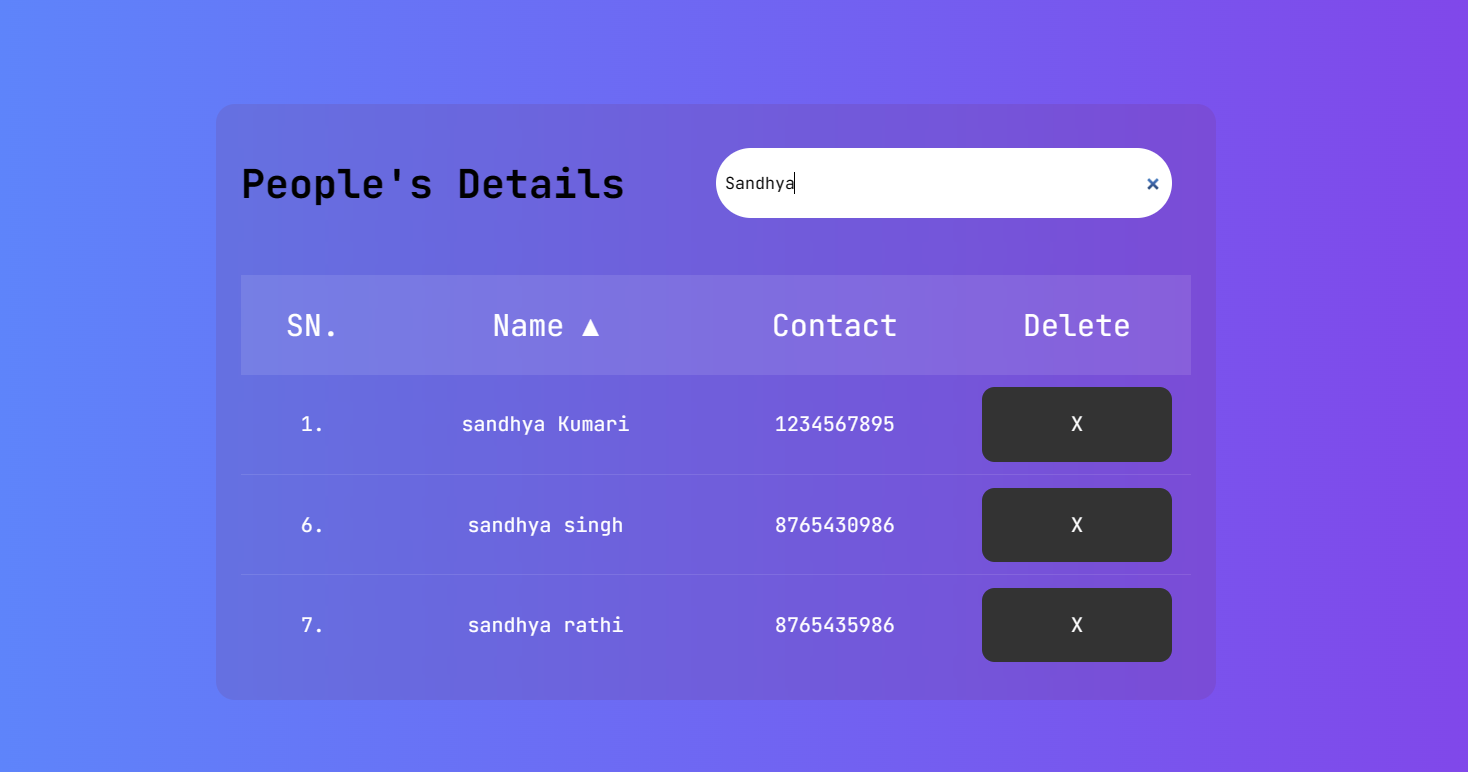 People's Details
Sandhya ×
SN. Name ▲ Contact Delete
1. sandhya Kumari 1234567895 X
6. sandhya singh 8765430986 X
7. sandhya rathi 8765435986 X